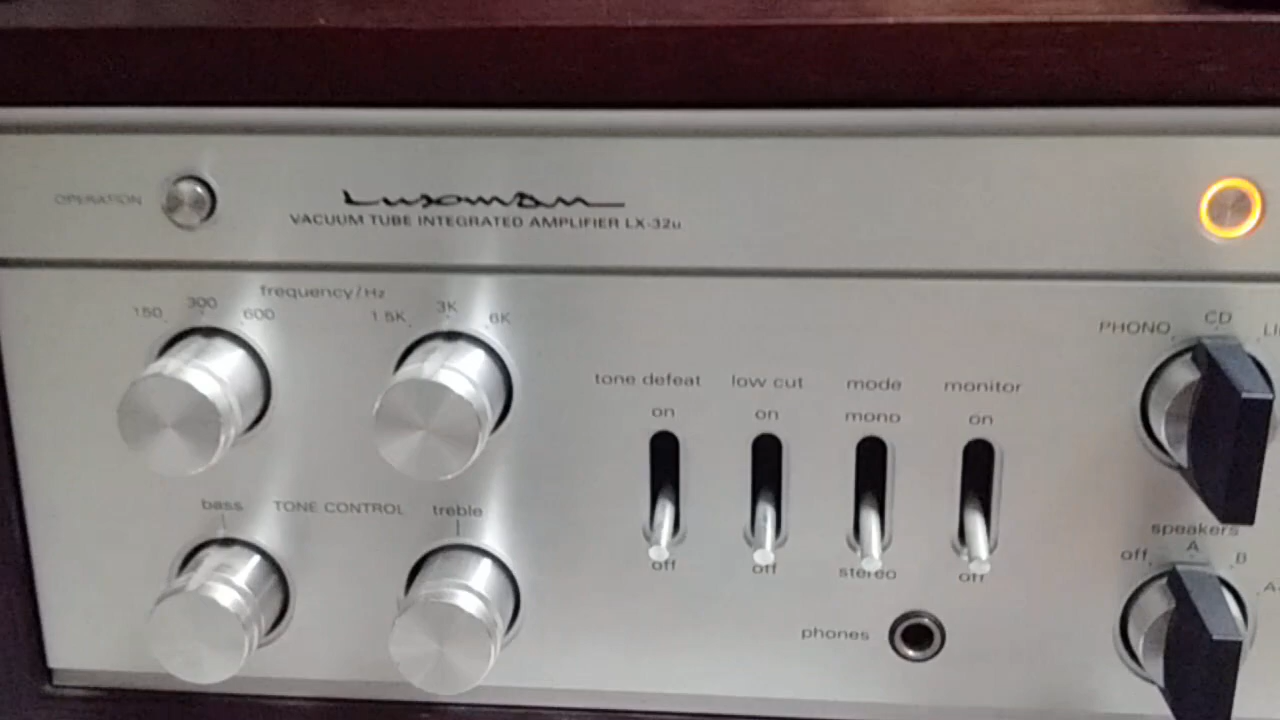 OPERATION
Luxman
VACUUM TUBE INTEGRATED AMPLIFIER LX-32u
frequency/Hz
150 300 600
1.5K 3K 6K
PHONO CD
tone defeat low cut mode monitor
on on mono on
bass TONE CONTROL treble
off off stereo off
speakers
off A B
phones